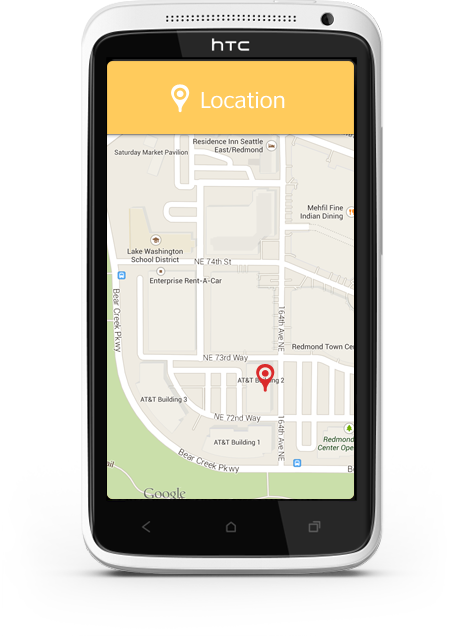 hTC
Location
Residence Inn Seattle
East/Redmond
Saturday Market Pavilion
Mehfil Fine
Indian Dining
Lake Washington
School District
NE 74th St
Enterprise Rent-A-Car
Bear Creek Pkwy
164th Ave NE
Redmond Town Ce
NE 73rd Way
AT&T Building 2
AT&T Building 3
NE 72nd Way
164th Ave NE
AT&T Building 1
Redmond
Center Ope
Bear Creek Pkwy
Be
ail
Google